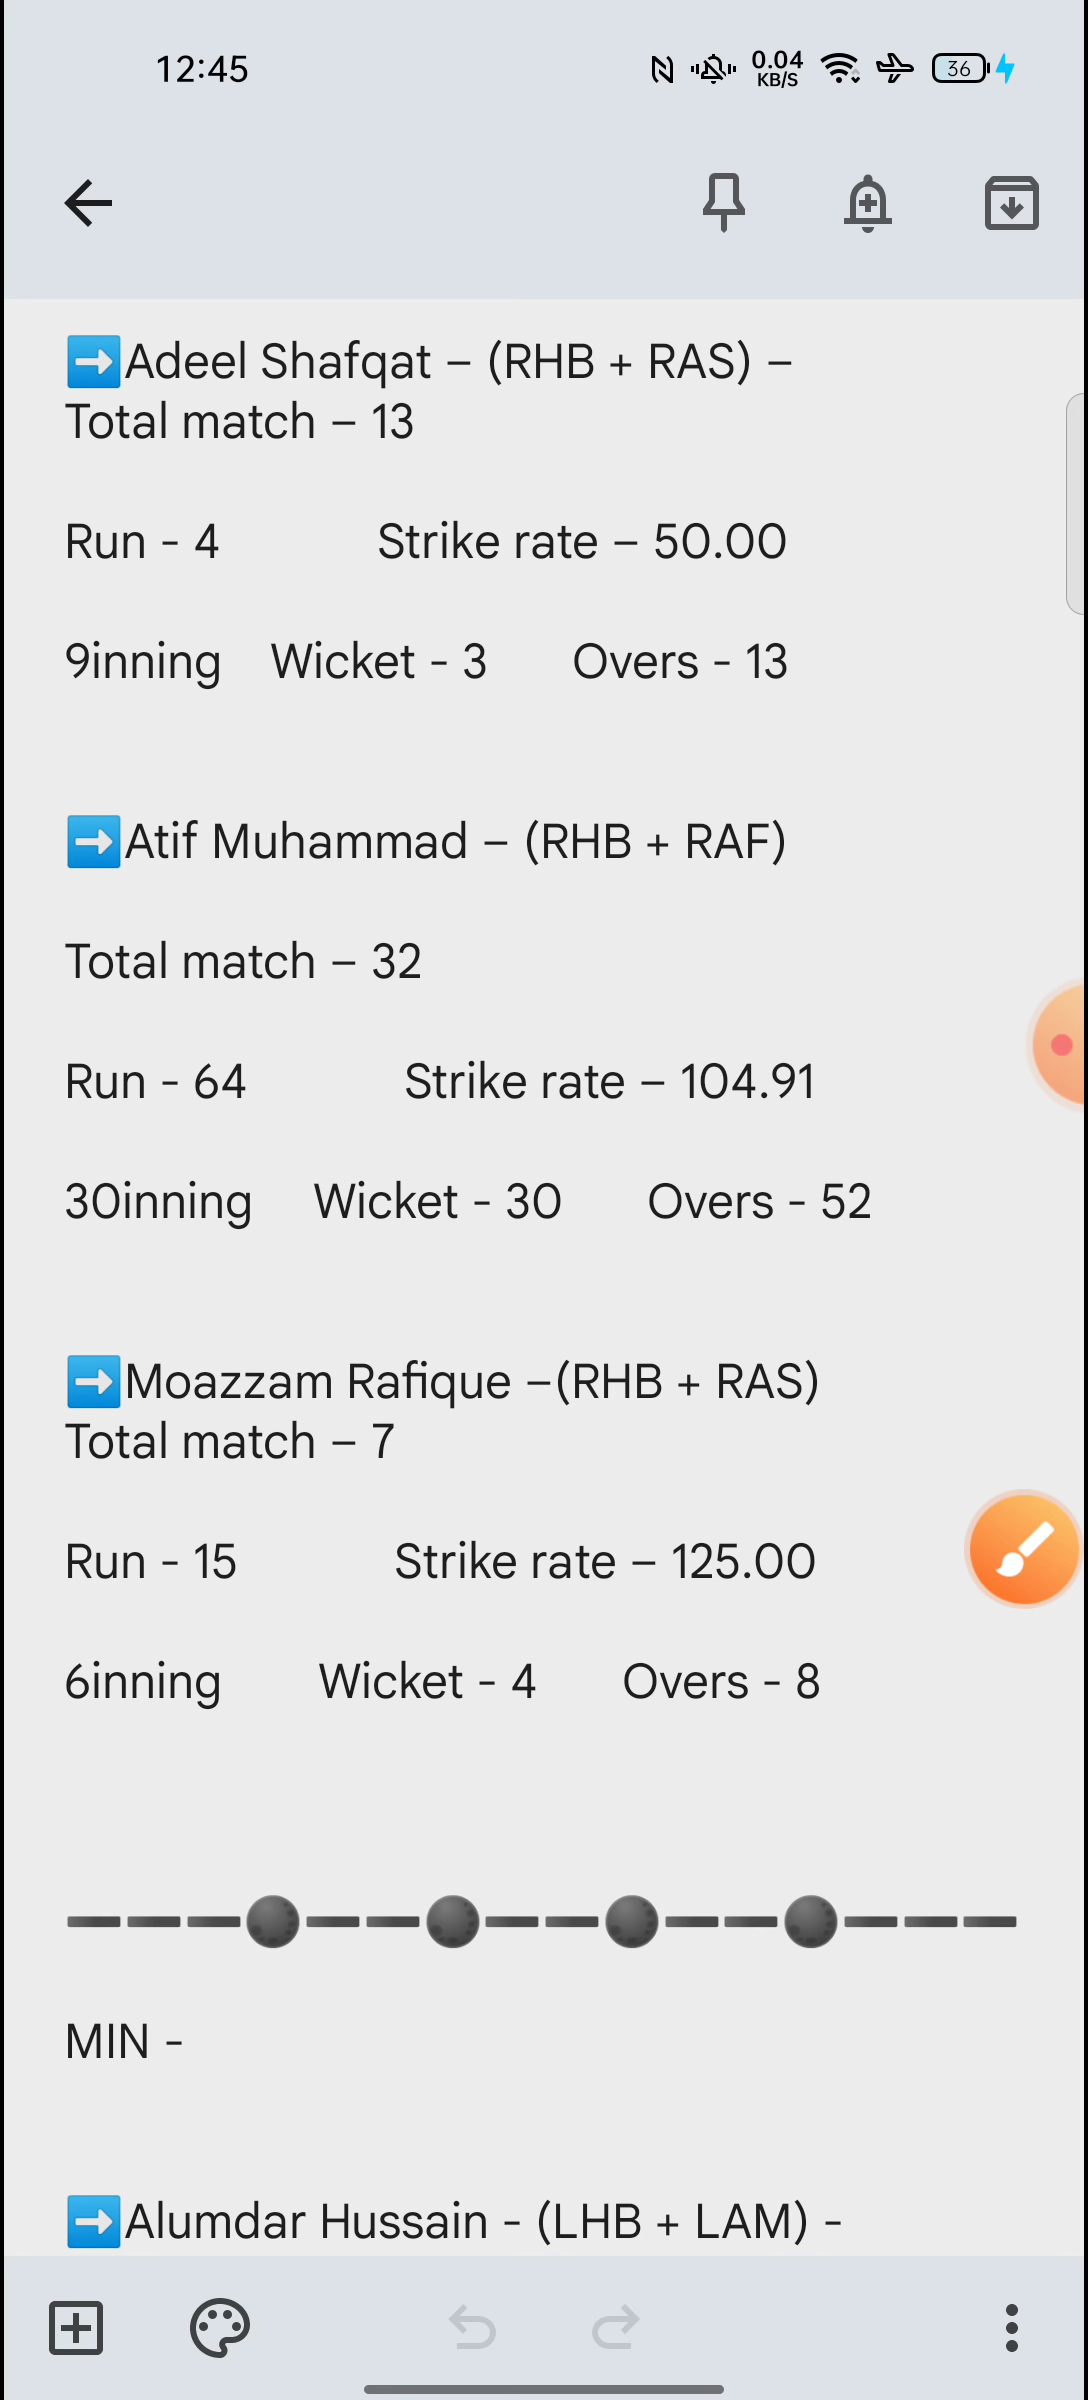 12:45
0.04
KB/S
36
➡️Adeel Shafqat – (RHB + RAS) –
Total match – 13
Run - 4 Strike rate – 50.00
9inning Wicket - 3 Overs - 13
➡️Atif Muhammad – (RHB + RAF)
Total match – 32
Run - 64 Strike rate – 104.91
30inning Wicket - 30 Overs - 52
➡️Moazzam Rafique –(RHB + RAS)
Total match – 7
Run - 15 Strike rate – 125.00
6inning Wicket - 4 Overs - 8
MIN -
➡️Alumdar Hussain - (LHB + LAM) -